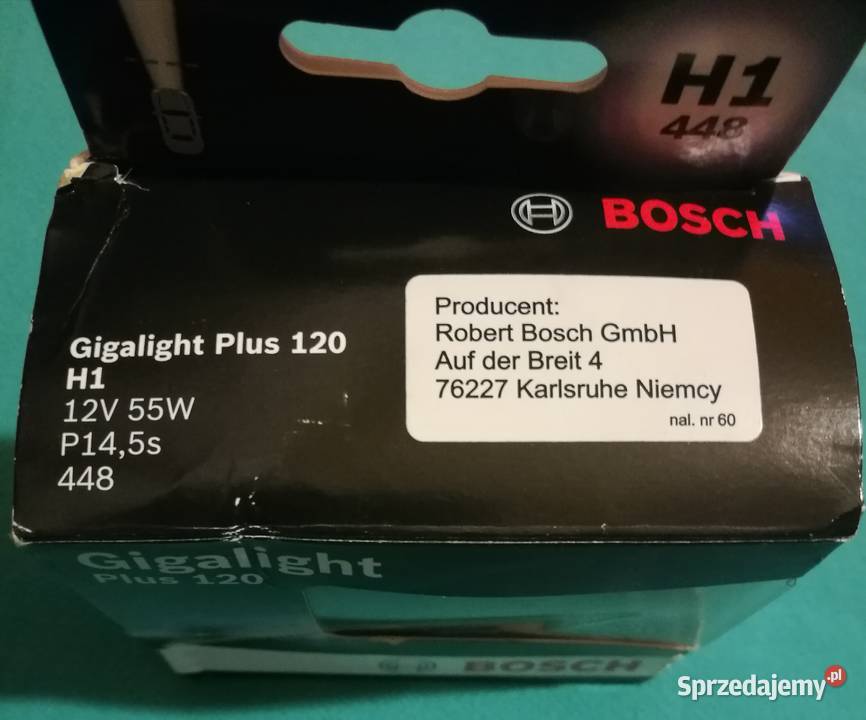 H1
448
BOSCH
Gigalight Plus 120
H1
12V 55W
P14,5s
448
Producent:
Robert Bosch GmbH
Auf der Breit 4
76227 Karlsruhe Niemcy
nal. nr 60
Gigalight
Plus 120
BOSCH
Sprzedajemy.pl